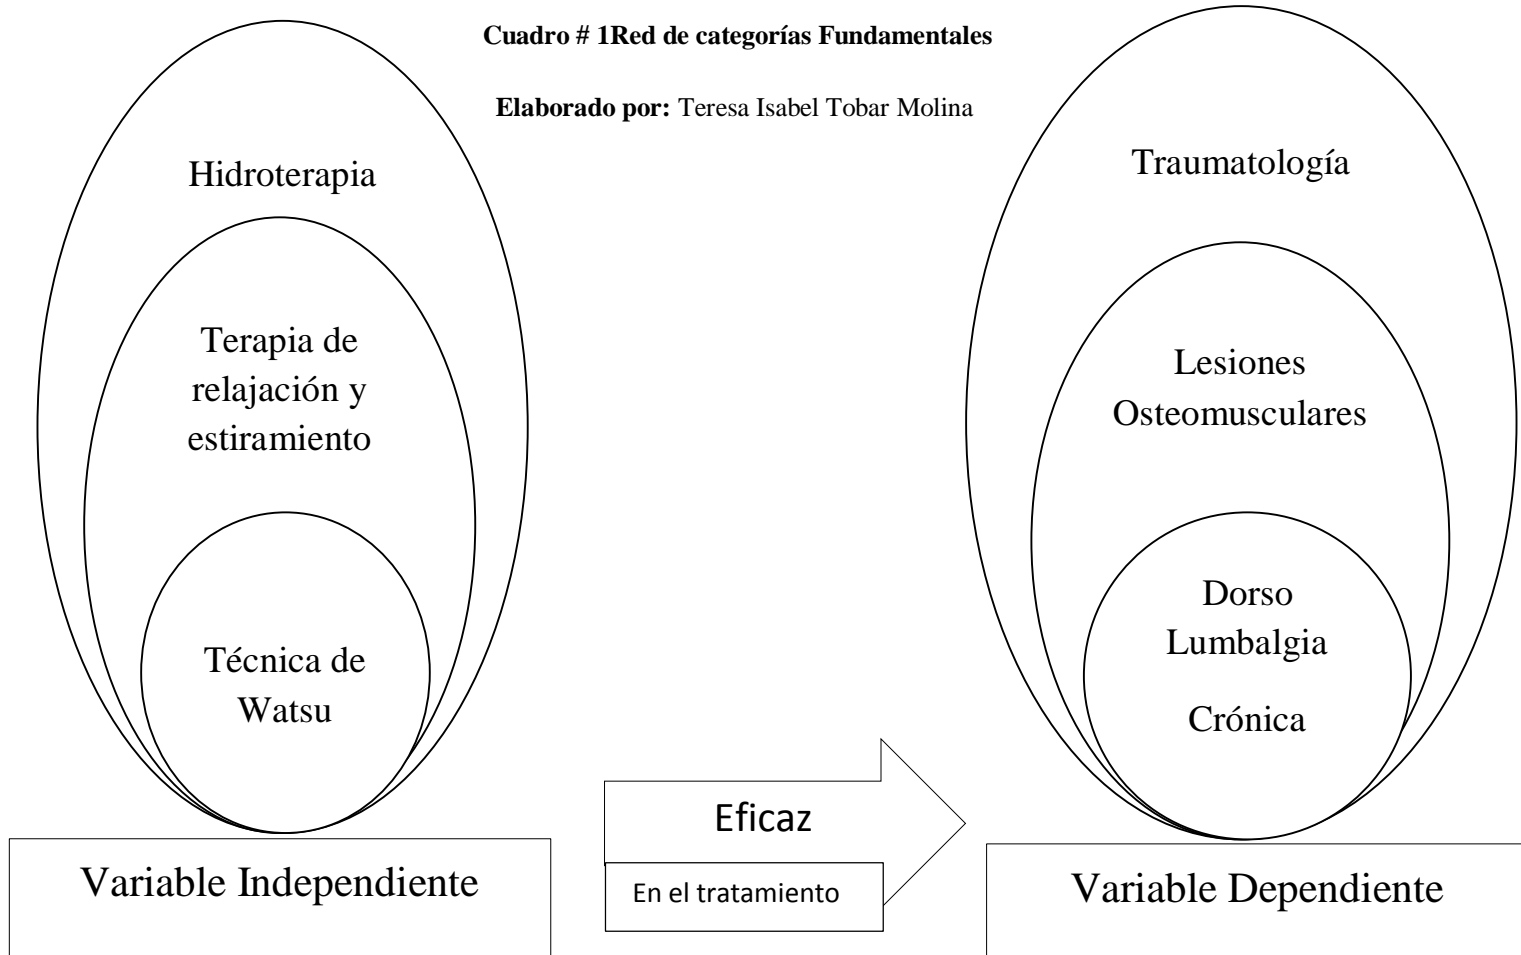 Cuadro # 1Red de categorías Fundamentales
Elaborado por: Teresa Isabel Tobar Molina
Hidroterapia
Terapia de
relajación y
estiramiento
Técnica de
Watsu
Variable Independiente
Eficaz
En el tratamiento
Traumatología
Lesiones
Osteomusculares
Dorso
Lumbalgia
Crónica
Variable Dependiente